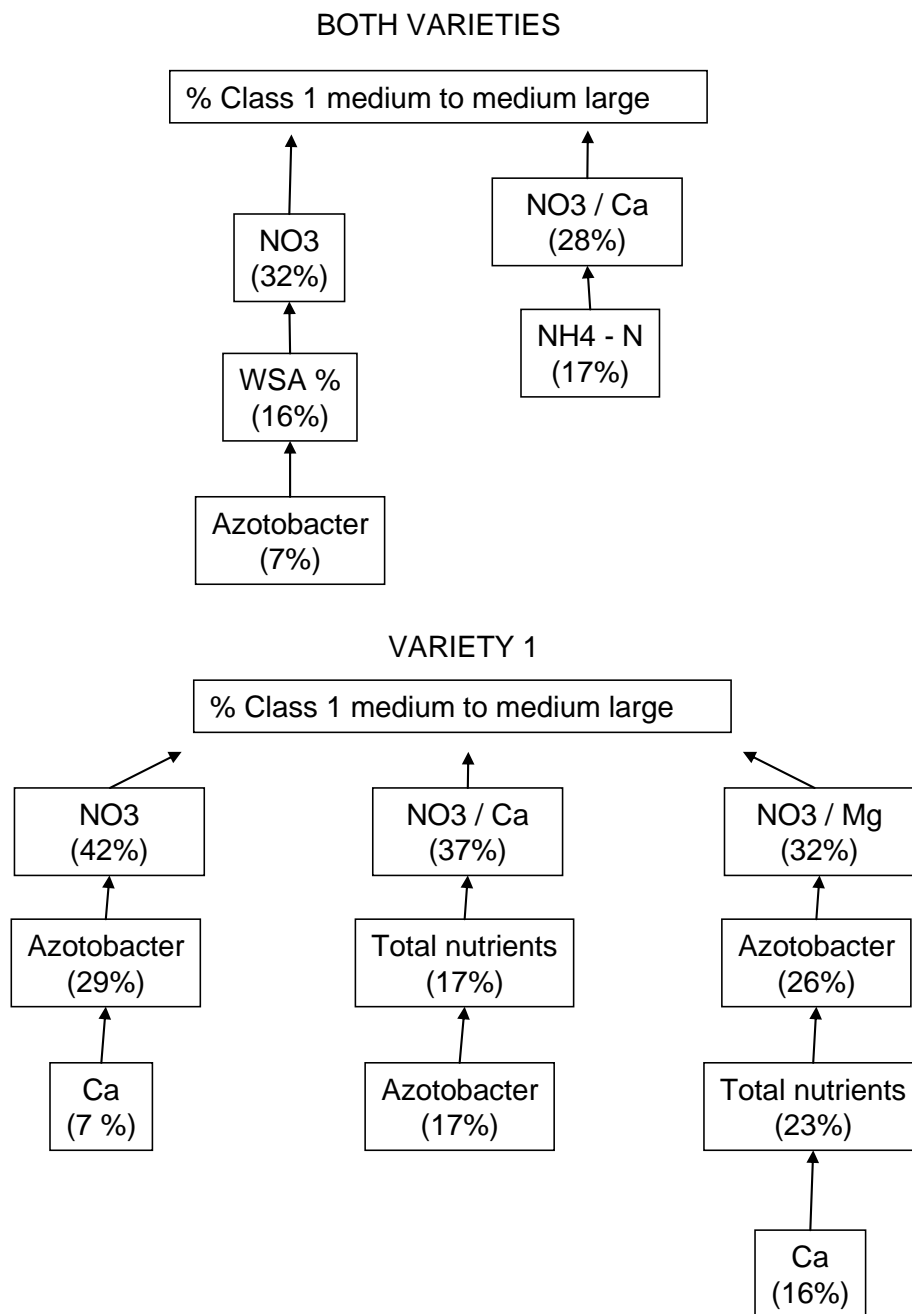 BOTH VARIETIES
% Class 1 medium to medium large
NO3
(32%)
NO3 / Ca
(28%)
WSA %
(16%)
NH4 - N
(17%)
Azotobacter
(7%)
VARIETY 1
% Class 1 medium to medium large
NO3
(42%)
NO3 / Ca
(37%)
NO3 / Mg
(32%)
Azotobacter
(29%)
Total nutrients
(17%)
Azotobacter
(26%)
Ca
(7 %)
Azotobacter
(17%)
Total nutrients
(23%)
Ca
(16%)